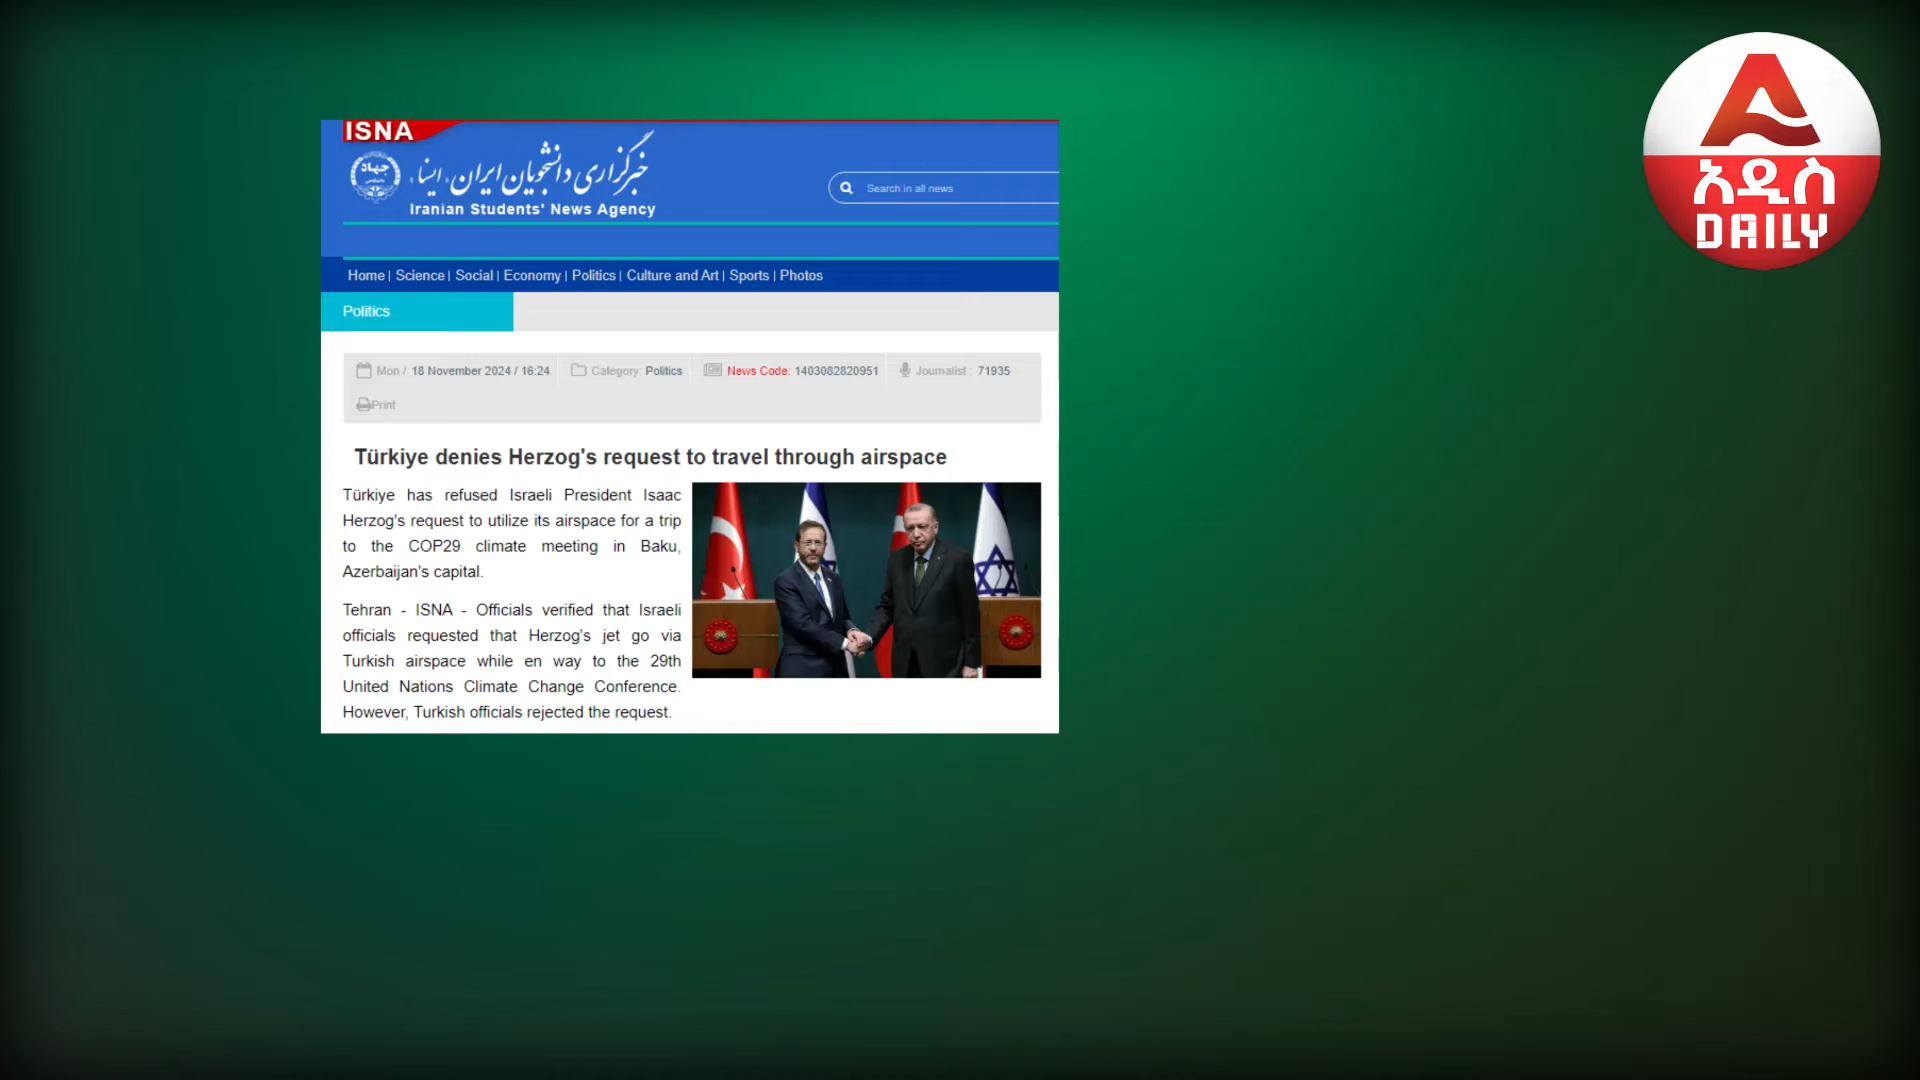 ISNA
خبرگزاری دانشجویان ایران، ایسنا
Iranian Students' News Agency
Search in all news
Home | Science | Social | Economy | Politics | Culture and Art | Sports | Photos
Politics
Mon / 18 November 2024 / 16:24 Category: Politics News Code: 1403082820951 Journalist : 71935
Print
Türkiye denies Herzog's request to travel through airspace
Türkiye has refused Israeli President Isaac
Herzog's request to utilize its airspace for a trip
to the COP29 climate meeting in Baku,
Azerbaijan's capital.
Tehran - ISNA - Officials verified that Israeli
officials requested that Herzog's jet go via
Turkish airspace while en way to the 29th
United Nations Climate Change Conference.
However, Turkish officials rejected the request.
አዲስ
DAILY